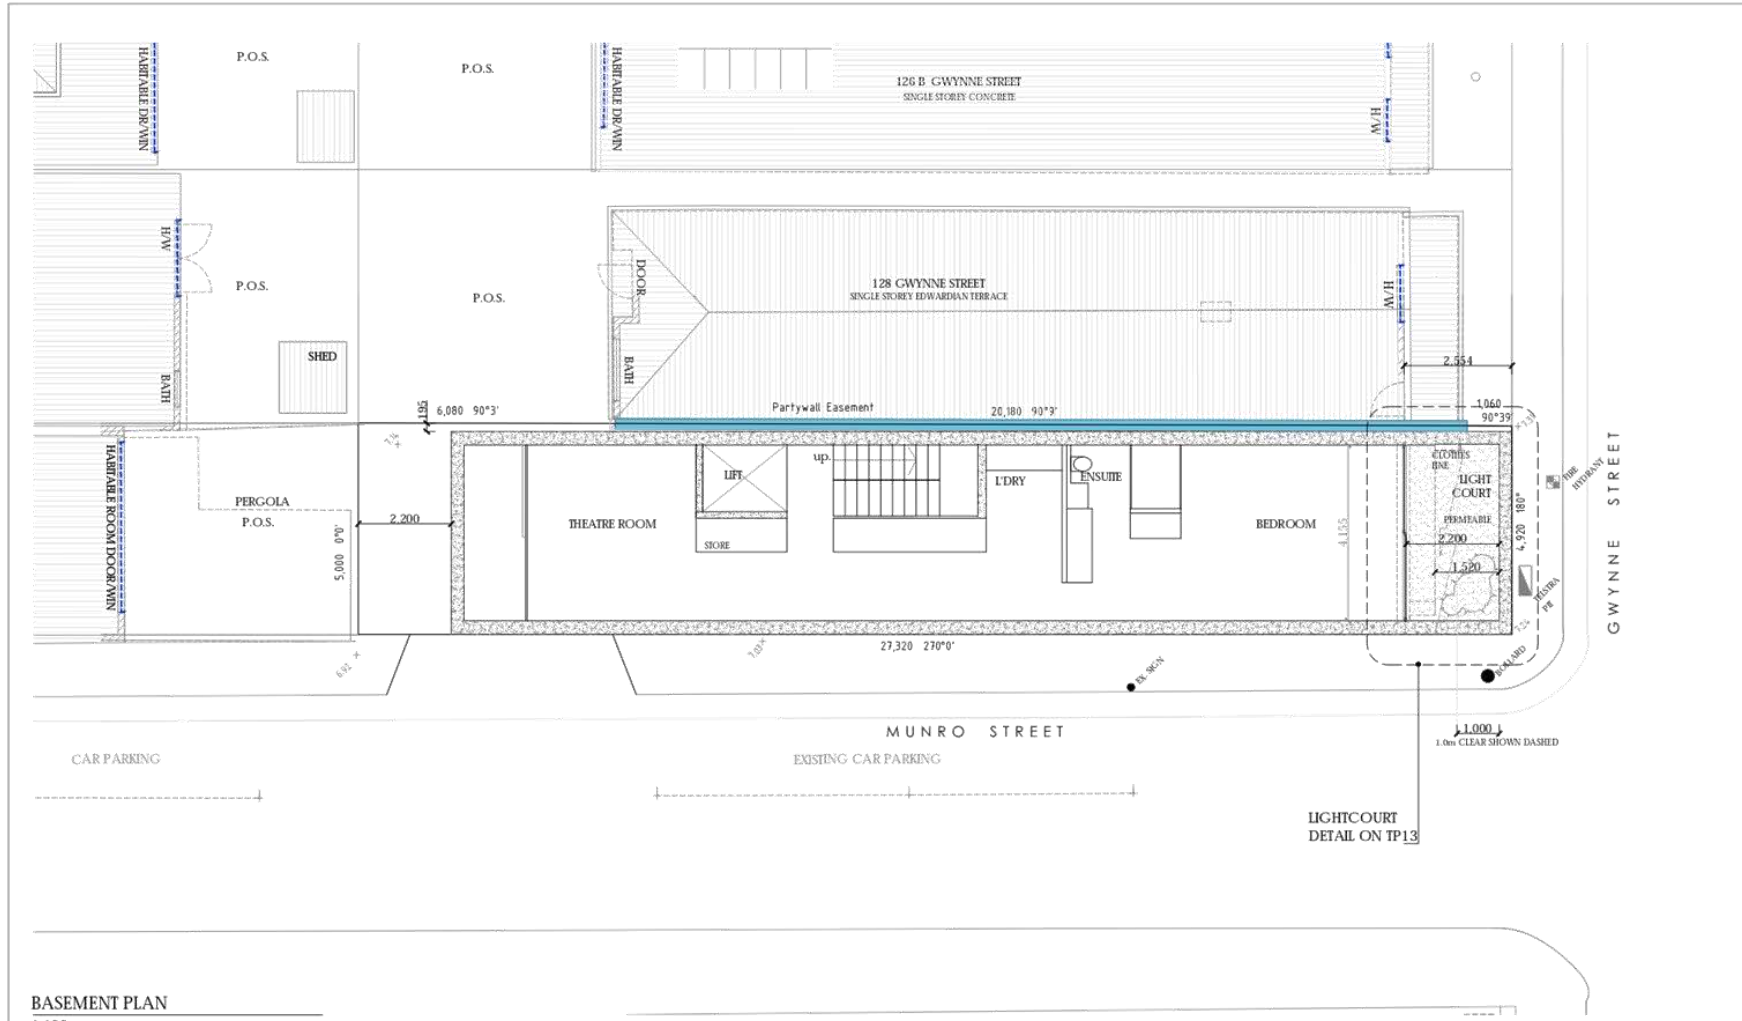 P.O.S.
P.O.S.
HABITABLE DR/WIN
HABITABLE DR/WIN
126 B GWYNNE STREET
SINGLE STOREY CONCRETE
H/W
H/W
P.O.S.
P.O.S.
DOOR
128 GWYNNE STREET
SINGLE STOREY EDWARDIAN TERRACE
H/W
SHED
BATH
BATH
2,554
195
6,080 90°3'
Partywall Easement
20,180 90°9'
1,060
90°39'
HABITABLE ROOM DOOR/WIN
PERGOLA
P.O.S.
5,000 0°0'
2,200
THEATRE ROOM
LIFT
STORE
up.
L'DRY
ENSUITE
BEDROOM
4,155
CLOTHES
LINE
LIGHT
COURT
PERMEABLE
2,200
1,520
4,920 180°
FIRE
HYDRANT
TELSTRA
PIT
GWYNNE STREET
6.92
7.03
27,320 270°0'
EX. SIGN
BOLLARD
MUNRO STREET
1,000
1.0m CLEAR SHOWN DASHED
CAR PARKING
EXISTING CAR PARKING
LIGHTCOURT
DETAIL ON TP13
BASEMENT PLAN